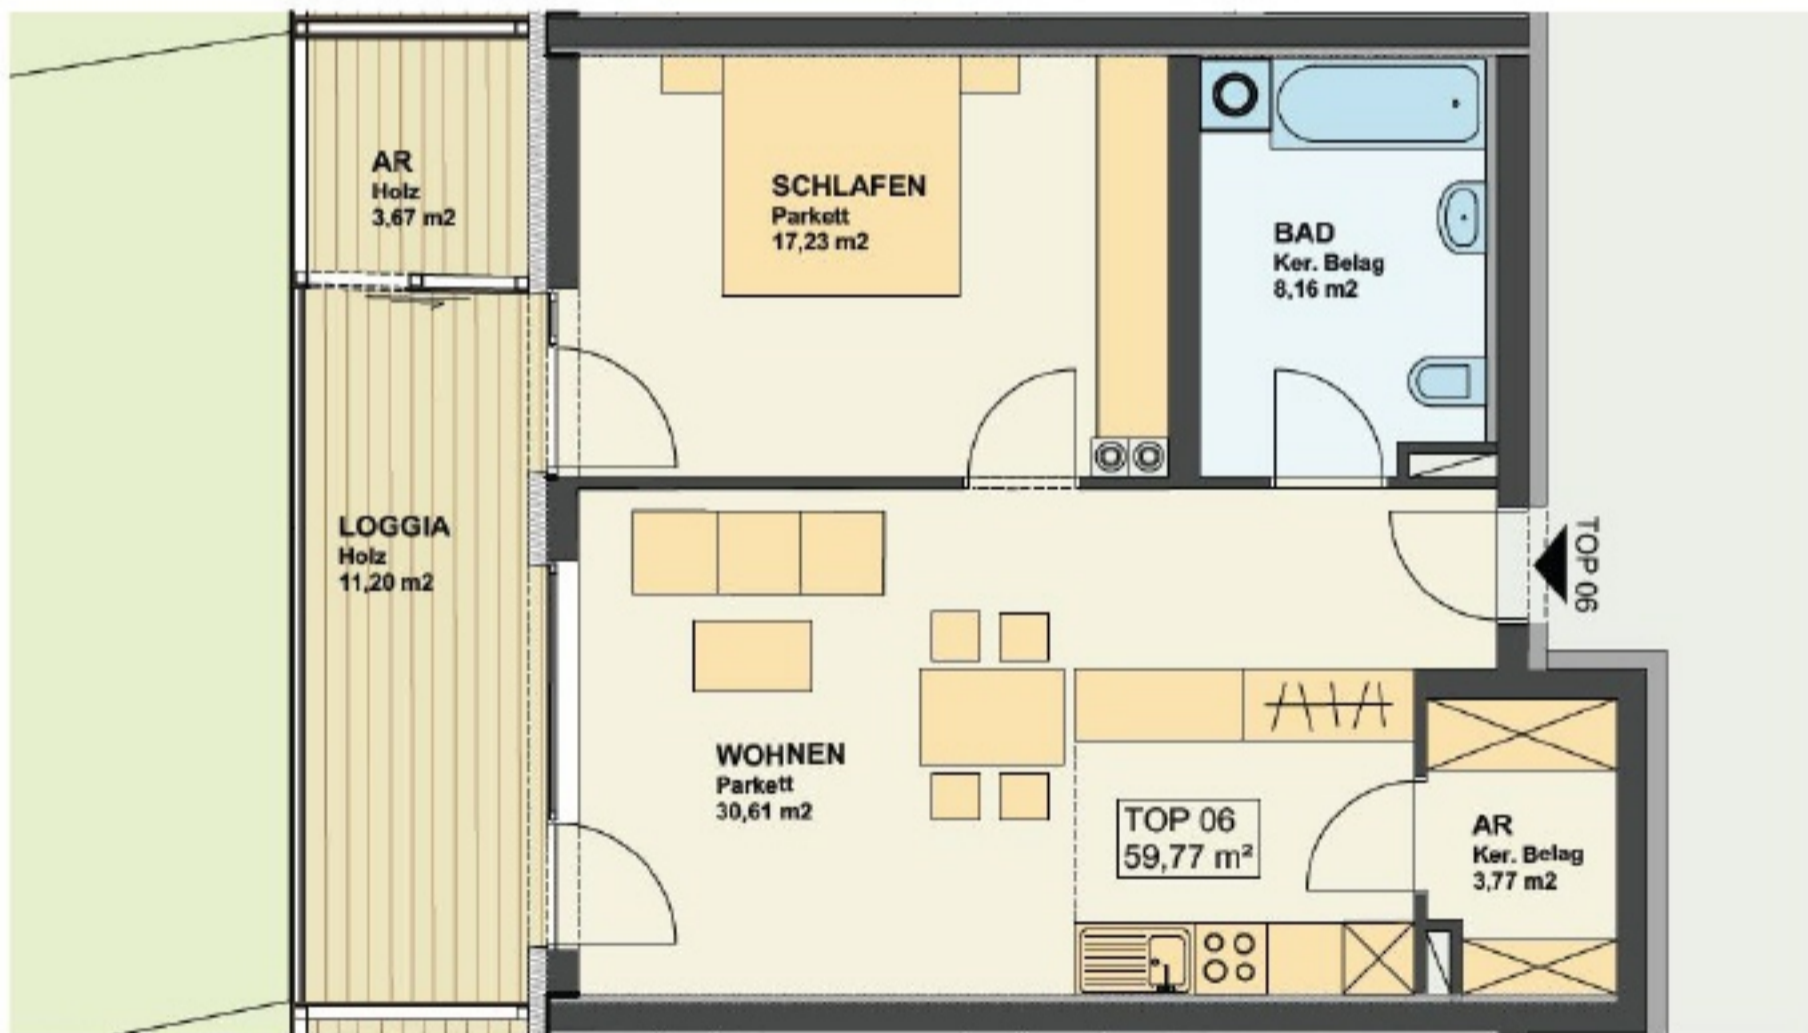 AR
Holz
3,67 m2
SCHLAFEN
Parkett
17,23 m2
BAD
Ker. Belag
8,16 m2
LOGGIA
Holz
11,20 m2
TOP 06
WOHNEN
Parkett
30,61 m2
TOP 06
59,77 m²
AR
Ker. Belag
3,77 m2